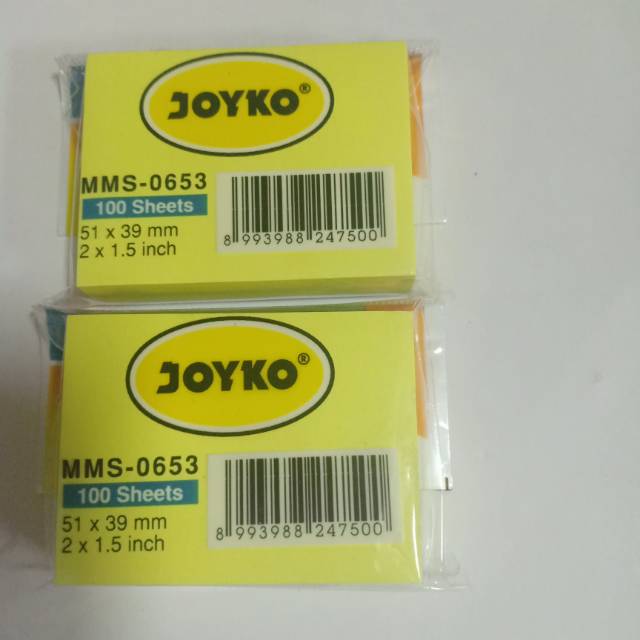 JOYKO®
MMS-0653
100 Sheets
51 x 39 mm
2 x 1.5 inch
8 993988 247500
JOYKO®
MMS-0653
100 Sheets
51 x 39 mm
2 x 1.5 inch
8 993988 247500